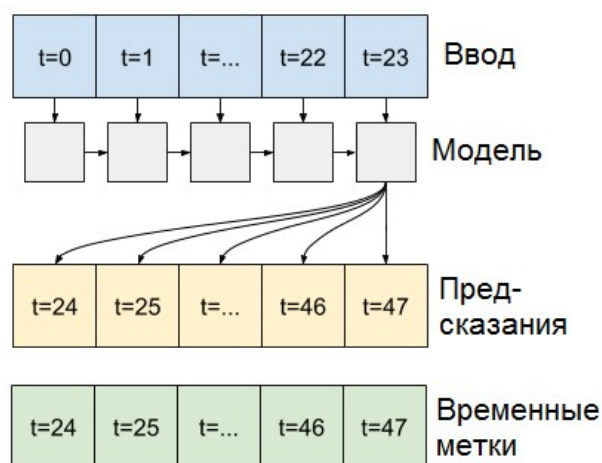 t=0 t=1 t=... t=22 t=23 Ввод
Модель
t=24 t=25 t=... t=46 t=47 Пред-
сказания
t=24 t=25 t=... t=46 t=47 Временные
метки